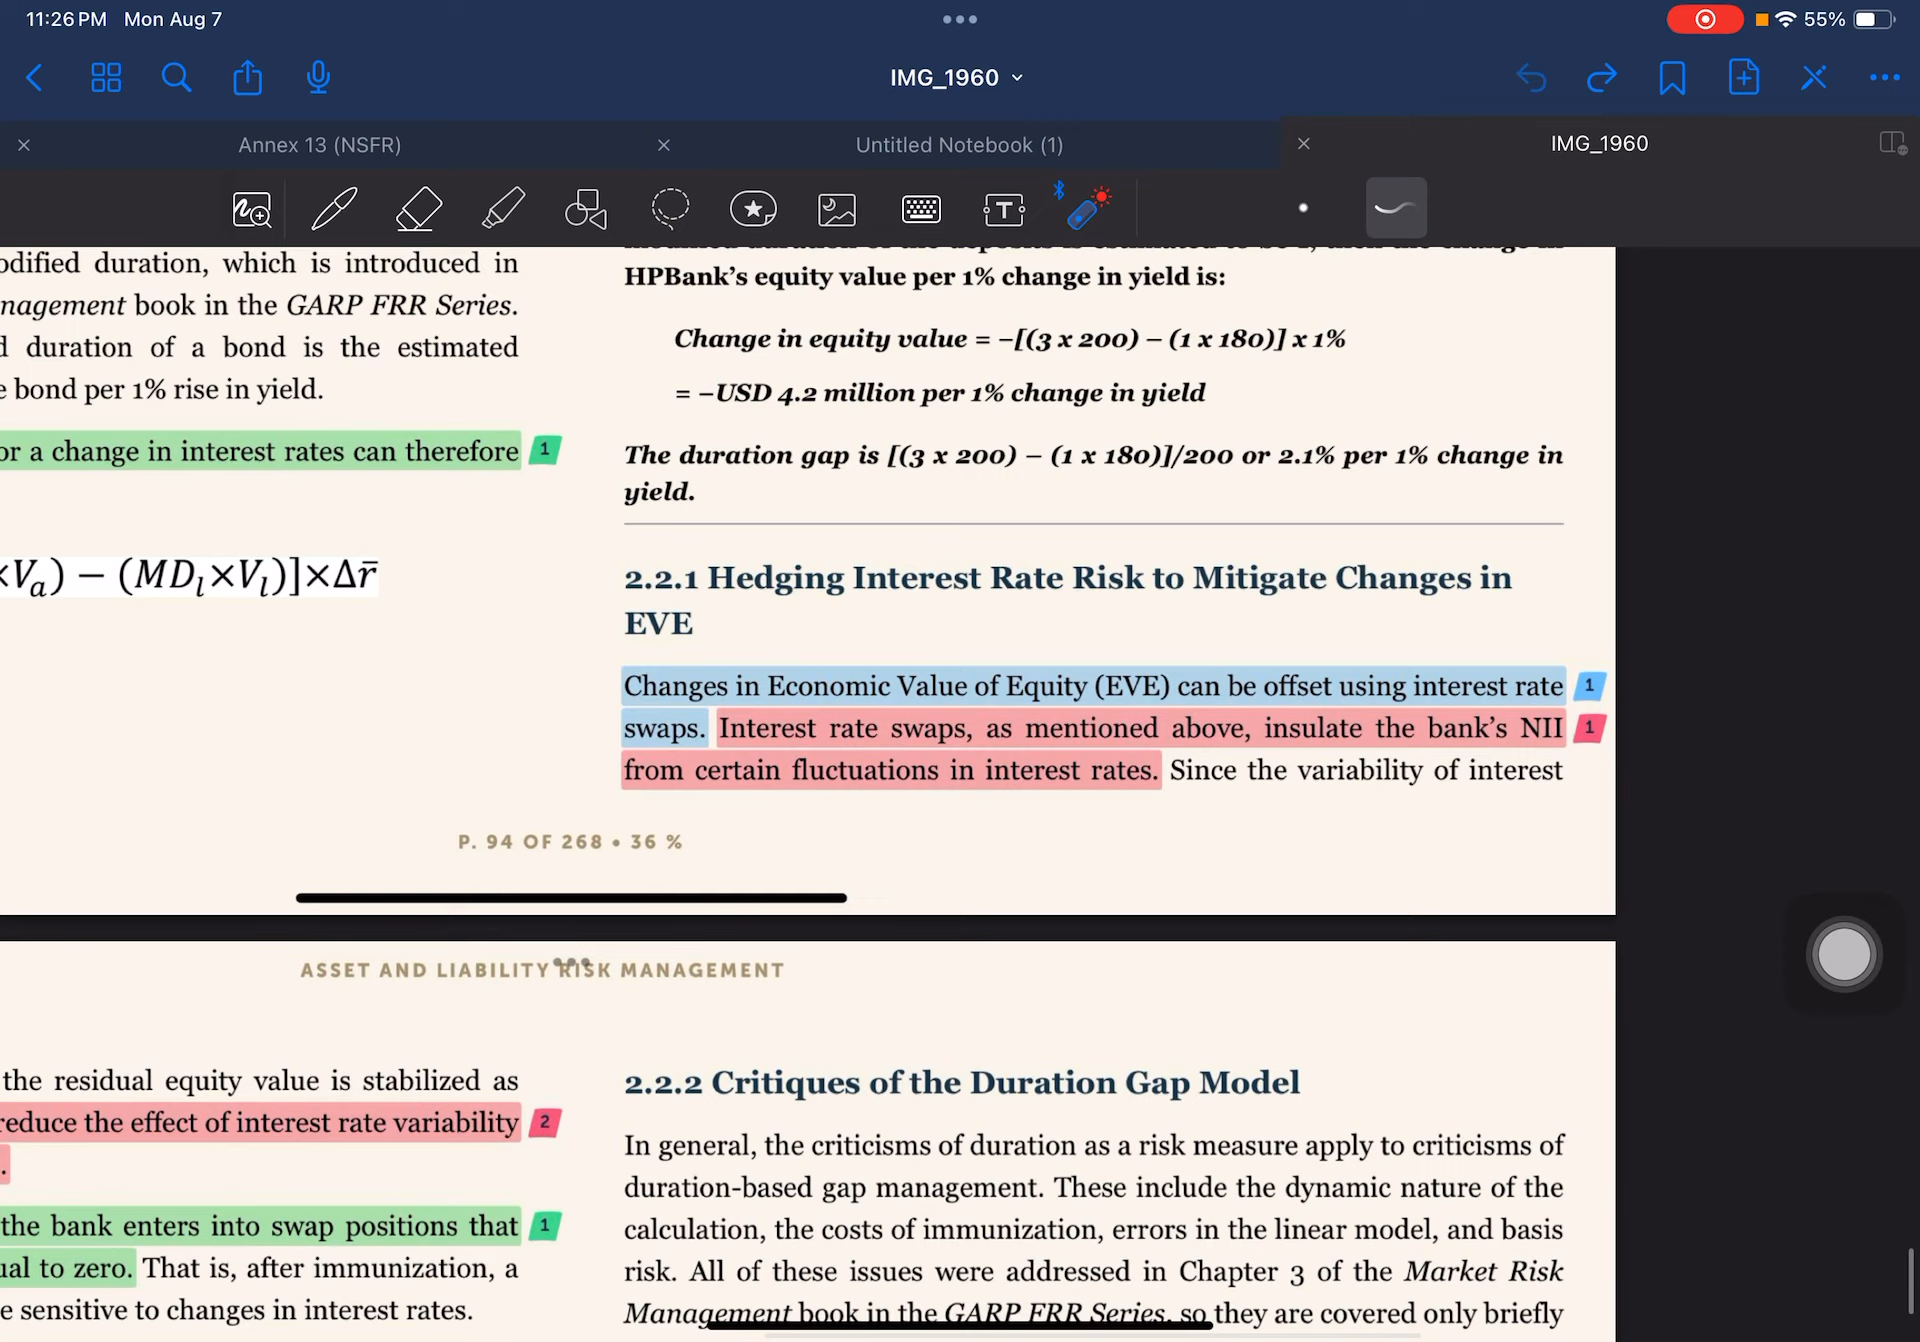 11:26 PM Mon Aug 7
55%
IMG_1960
Annex 13 (NSFR)
Untitled Notebook (1)
IMG_1960
odified duration, which is introduced in
nagement book in the GARP FRR Series.
d duration of a bond is the estimated
e bond per 1% rise in yield.
or a change in interest rates can therefore 1
×Vₐ) – (MDₗ×Vₗ)]×Δr̄
HPBank's equity value per 1% change in yield is:
Change in equity value = –[(3 x 200) – (1 x 180)] x 1%
= –USD 4.2 million per 1% change in yield
The duration gap is [(3 x 200) – (1 x 180)]/200 or 2.1% per 1% change in
yield.
2.2.1 Hedging Interest Rate Risk to Mitigate Changes in
EVE
Changes in Economic Value of Equity (EVE) can be offset using interest rate 1
swaps. Interest rate swaps, as mentioned above, insulate the bank's NII 1
from certain fluctuations in interest rates. Since the variability of interest
P. 94 OF 268 • 36 %
ASSET AND LIABILITY RISK MANAGEMENT
the residual equity value is stabilized as
reduce the effect of interest rate variability 2
.
the bank enters into swap positions that 1
ual to zero. That is, after immunization, a
e sensitive to changes in interest rates.
2.2.2 Critiques of the Duration Gap Model
In general, the criticisms of duration as a risk measure apply to criticisms of
duration-based gap management. These include the dynamic nature of the
calculation, the costs of immunization, errors in the linear model, and basis
risk. All of these issues were addressed in Chapter 3 of the Market Risk
Management book in the GARP FRR Series, so they are covered only briefly